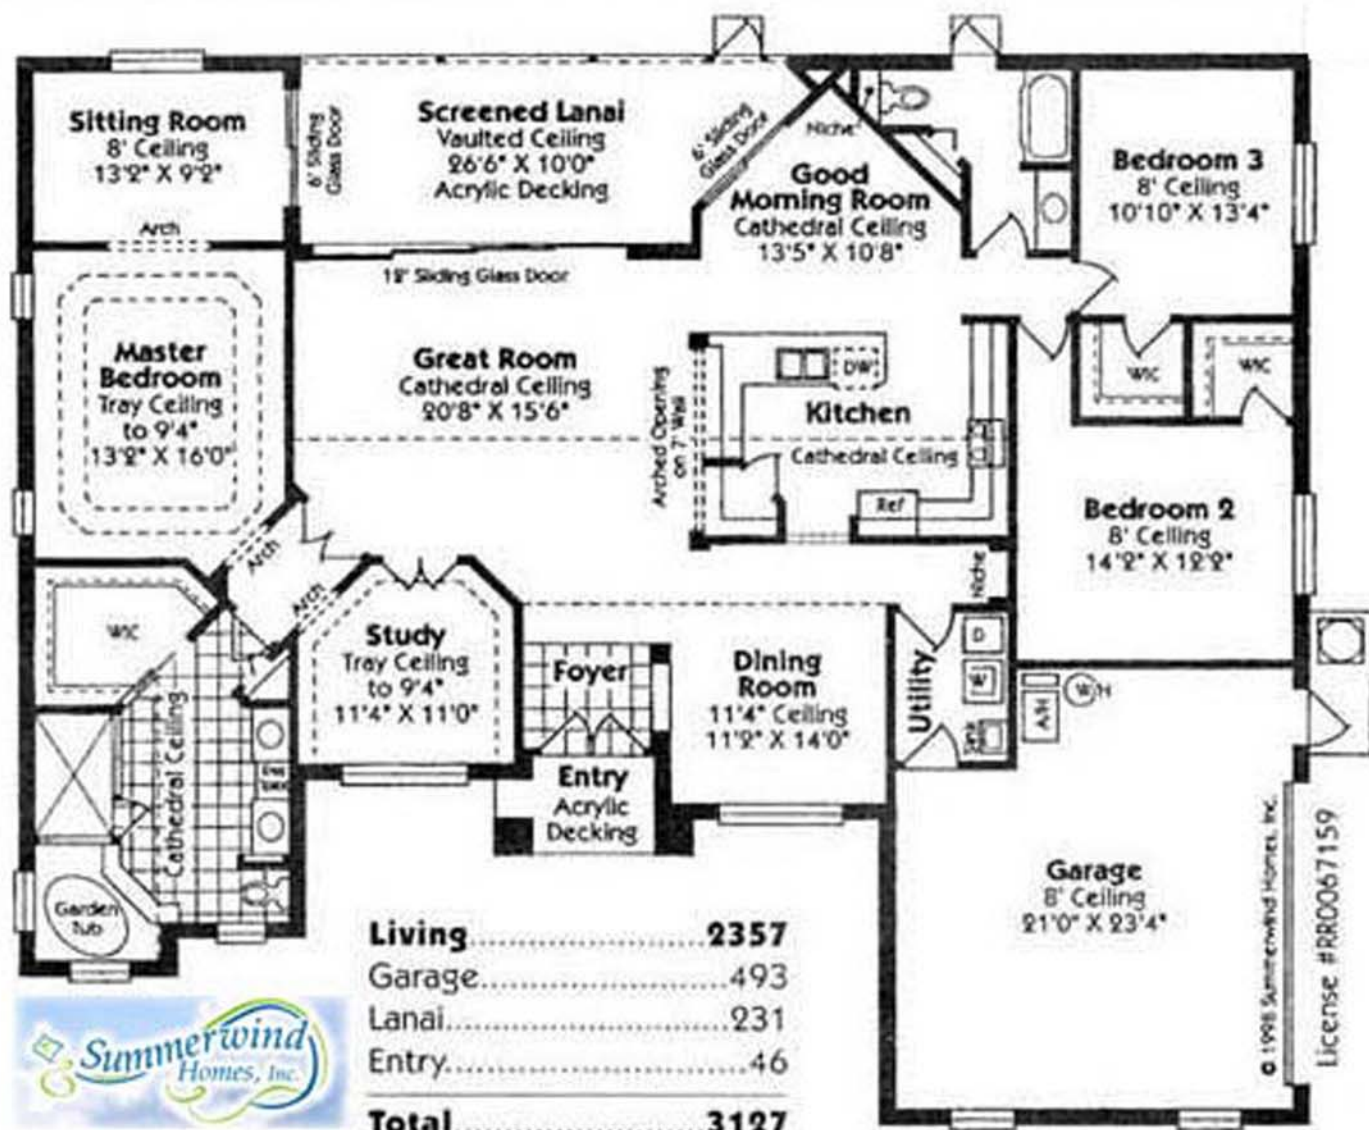 Sitting Room
8' Ceiling
13'2" X 9'2"
6' Sliding
Glass Door
Screened Lanai
Vaulted Ceiling
26'6" X 10'0"
Acrylic Decking
6' Sliding
Glass Door
Niche
Good
Morning Room
Cathedral Ceiling
13'5" X 10'8"
Bedroom 3
8' Ceiling
10'10" X 13'4"
Arch
12' Sliding Glass Door
Master
Bedroom
Tray Ceiling
to 9'4"
13'2" X 16'0"
Great Room
Cathedral Ceiling
20'8" X 15'6"
Arched Opening
on 7' Wall
DW
Kitchen
Cathedral Ceiling
Ref
WIC
WIC
Bedroom 2
8' Ceiling
14'2" X 12'2"
Arch
Arch
Niche
WIC
Study
Tray Ceiling
to 9'4"
11'4" X 11'0"
Foyer
Dining
Room
11'4" Ceiling
11'2" X 14'0"
Utility
D
W
Sink
A/H
W/H
Cathedral Ceiling
Entry
Acrylic
Decking
Garden
Tub
Garage
8' Ceiling
21'0" X 23'4"
© 1998 Summerwind Homes, Inc.
License #RR0067159
Living 2357
Garage 493
Lanai 231
Entry 46
Total 3127
Summerwind
Homes, Inc.